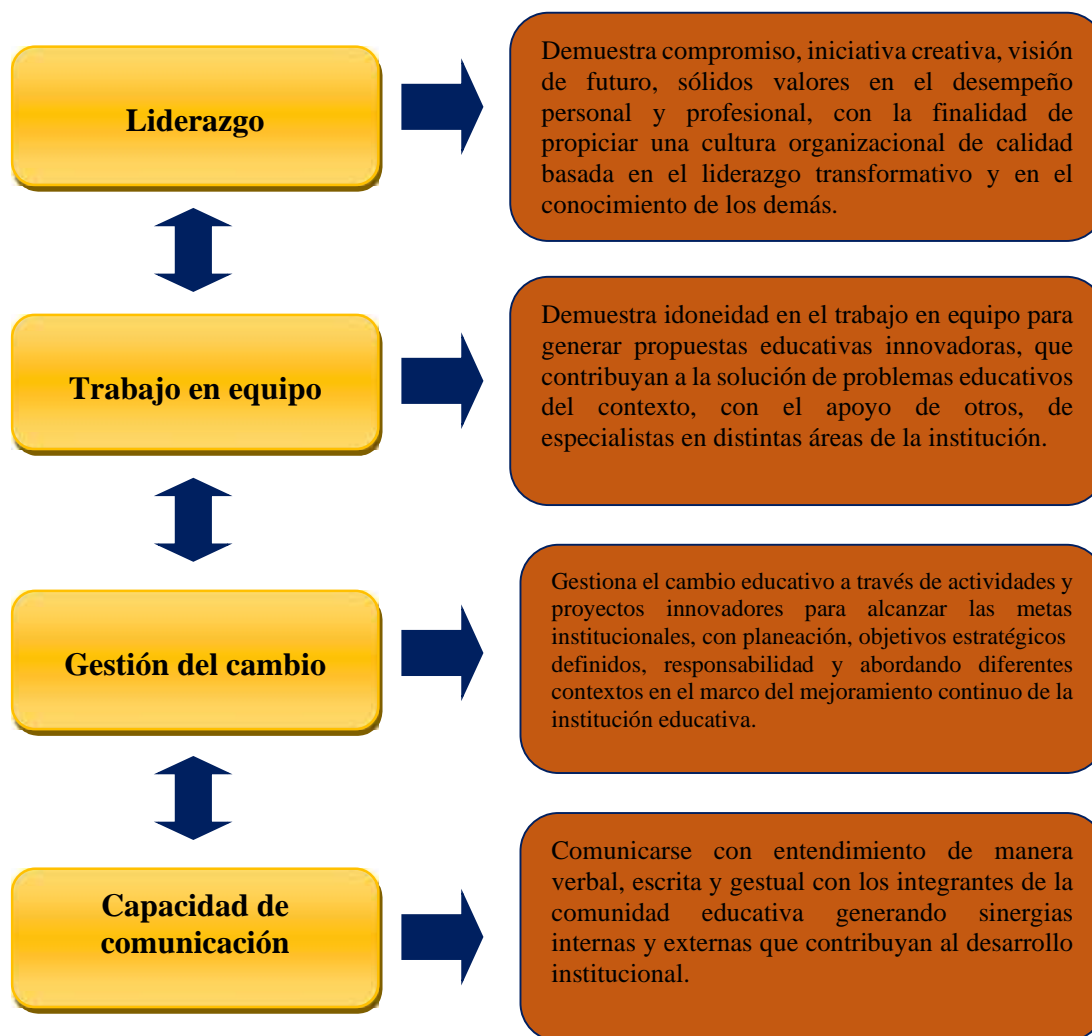 Liderazgo
Demuestra compromiso, iniciativa creativa, visión
de futuro, sólidos valores en el desempeño
personal y profesional, con la finalidad de
propiciar una cultura organizacional de calidad
basada en el liderazgo transformativo y en el
conocimiento de los demás.
Trabajo en equipo
Demuestra idoneidad en el trabajo en equipo para
generar propuestas educativas innovadoras, que
contribuyan a la solución de problemas educativos
del contexto, con el apoyo de otros, de
especialistas en distintas áreas de la institución.
Gestión del cambio
Gestiona el cambio educativo a través de actividades y
proyectos innovadores para alcanzar las metas
institucionales, con planeación, objetivos estratégicos
definidos, responsabilidad y abordando diferentes
contextos en el marco del mejoramiento continuo de la
institución educativa.
Capacidad de
comunicación
Comunicarse con entendimiento de manera
verbal, escrita y gestual con los integrantes de la
comunidad educativa generando sinergias
internas y externas que contribuyan al desarrollo
institucional.